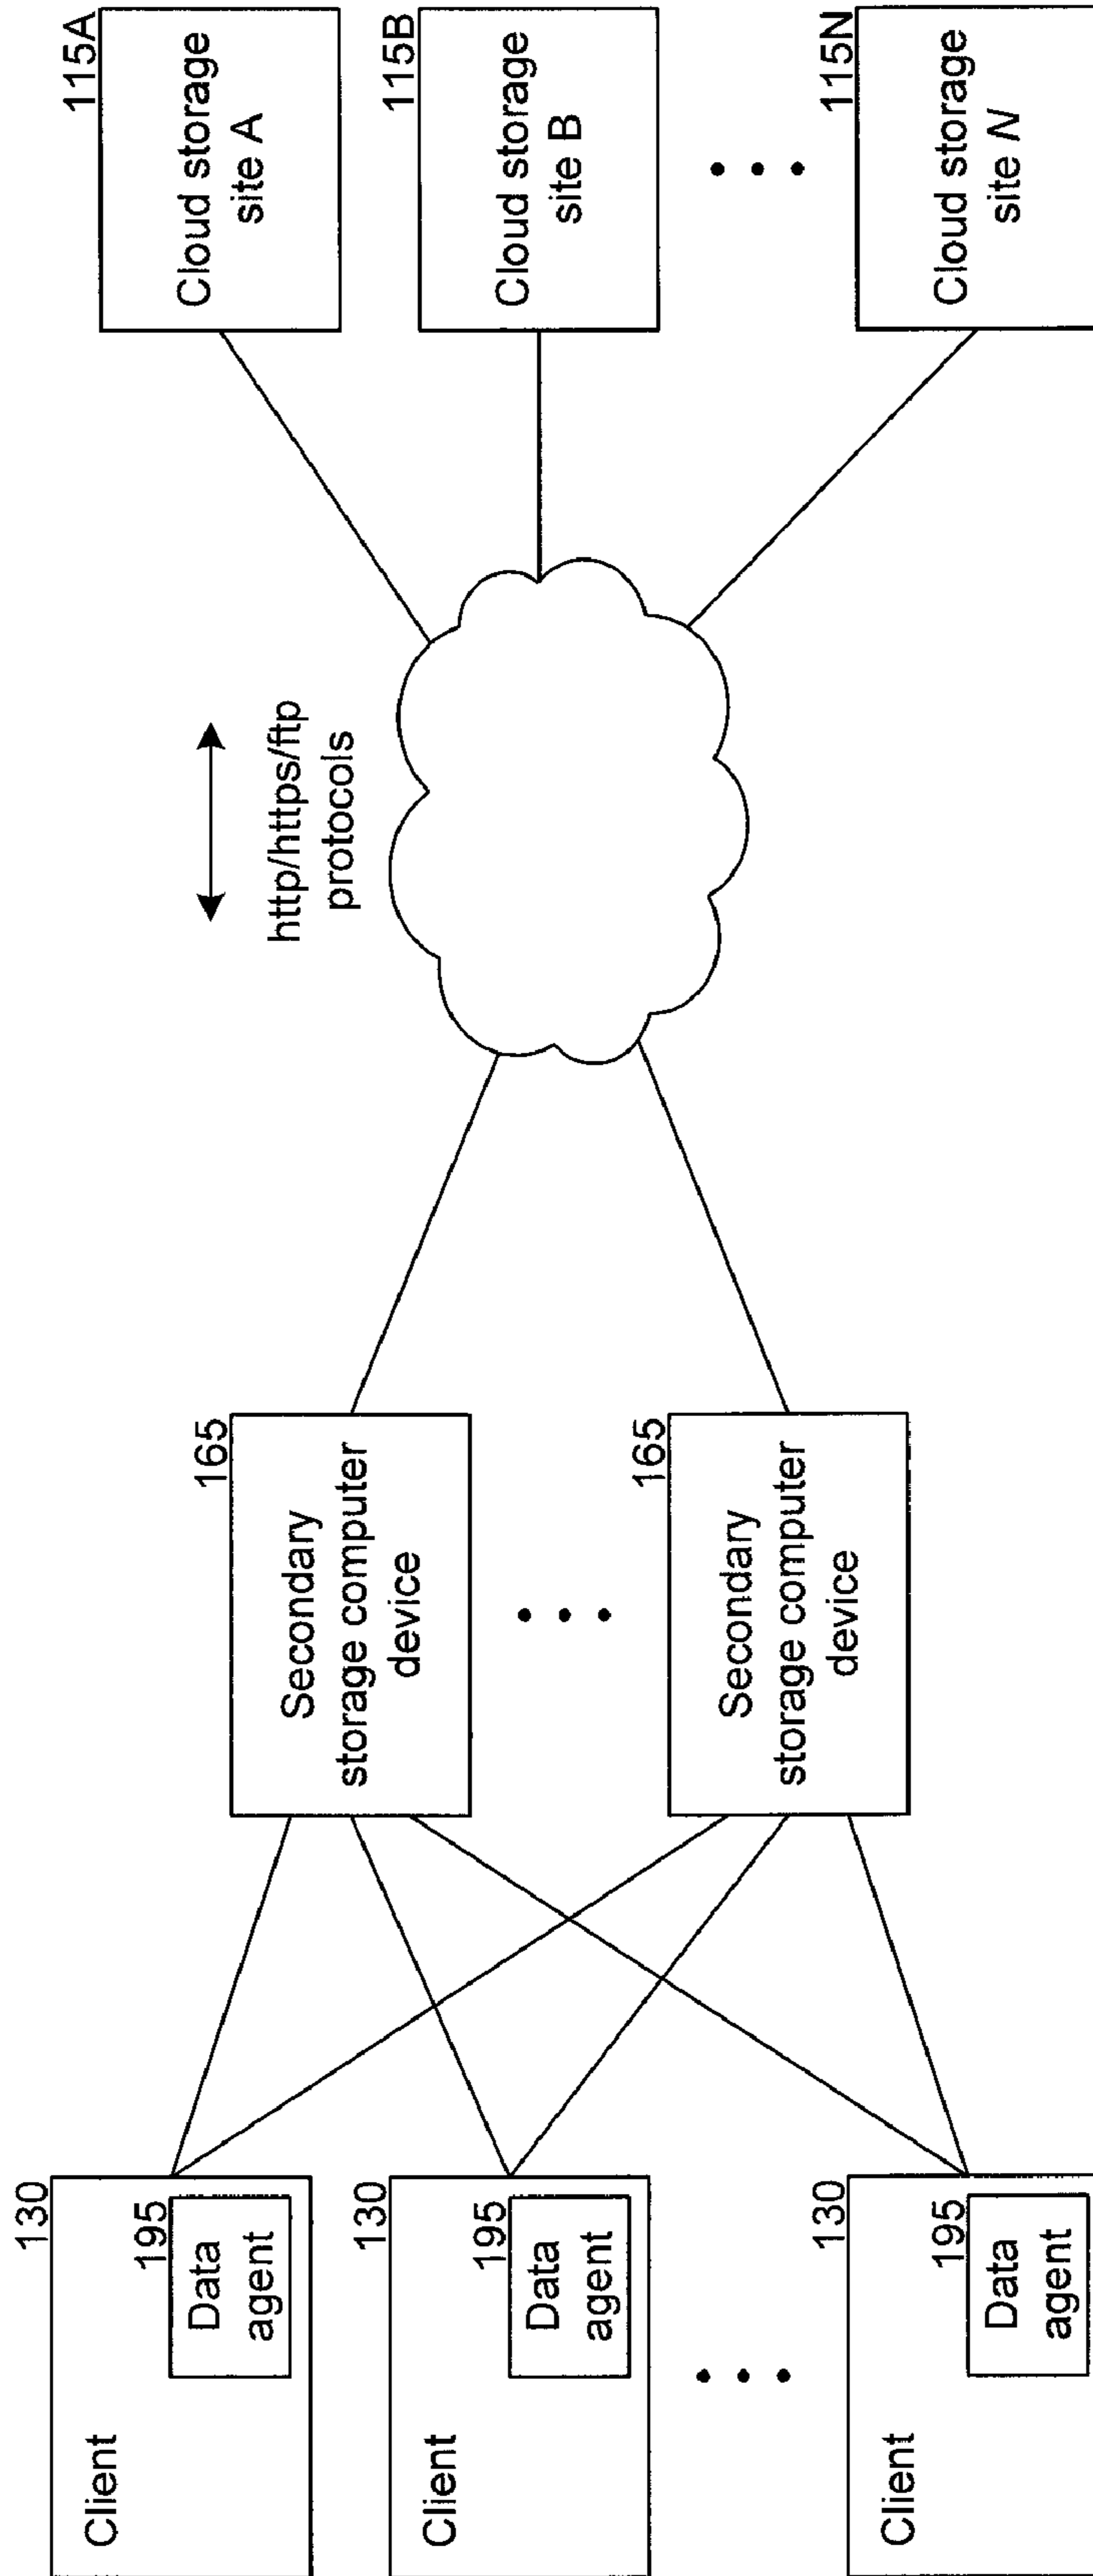 130
Client
195
Data
agent
130
Client
195
Data
agent
130
Client
195
Data
agent
165
Secondary
storage computer
device
165
Secondary
storage computer
device
http/https/ftp
protocols
115A
Cloud storage
site A
115B
Cloud storage
site B
115N
Cloud storage
site N